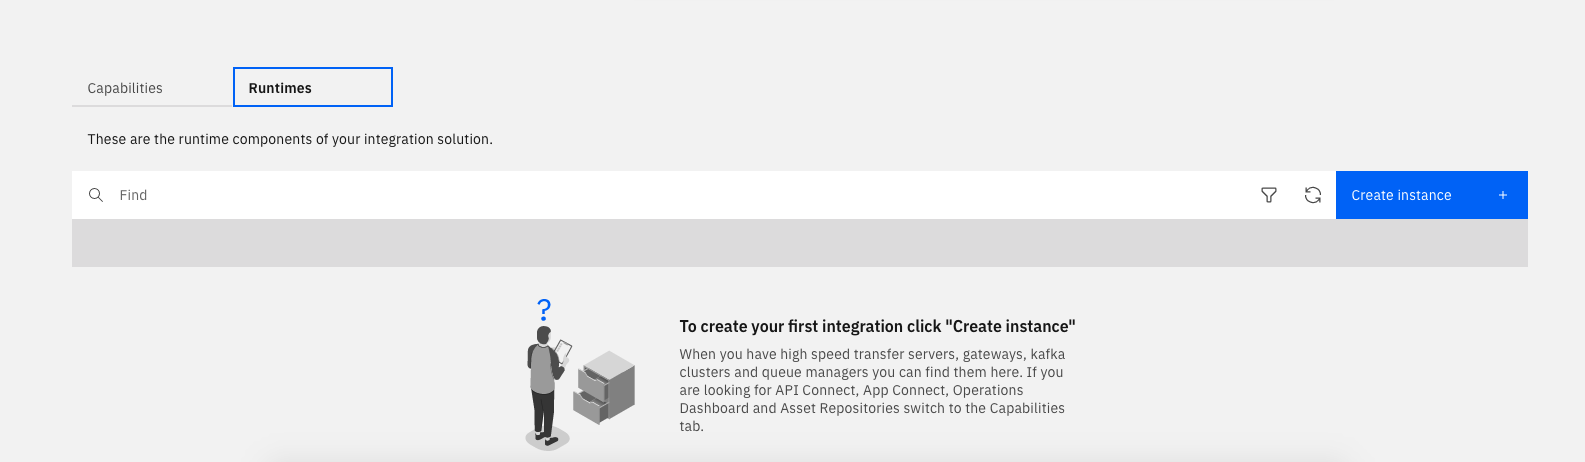 Capabilities
Runtimes
These are the runtime components of your integration solution.
Find
Create instance +
?
To create your first integration click "Create instance"
When you have high speed transfer servers, gateways, kafka
clusters and queue managers you can find them here. If you
are looking for API Connect, App Connect, Operations
Dashboard and Asset Repositories switch to the Capabilities
tab.